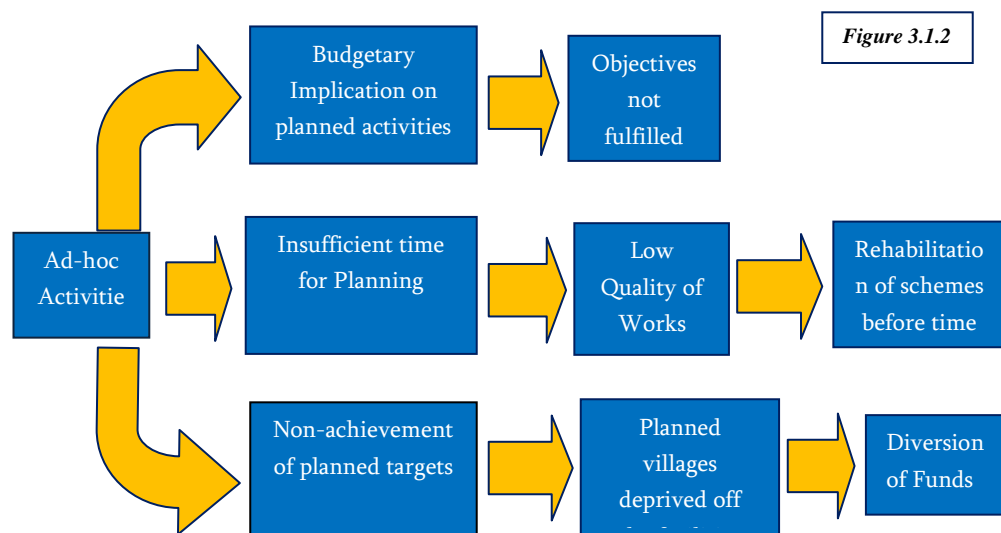 Figure 3.1.2
Budgetary
Implication on
planned activities
Objectives
not
fulfilled
Ad-hoc
Activitie
Insufficient time
for Planning
Low
Quality of
Works
Rehabilitatio
n of schemes
before time
Non-achievement
of planned targets
Planned
villages
deprived off
Diversion
of Funds